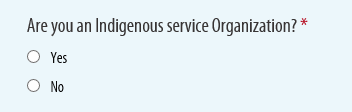 Are you an Indigenous service Organization? *
Yes
No